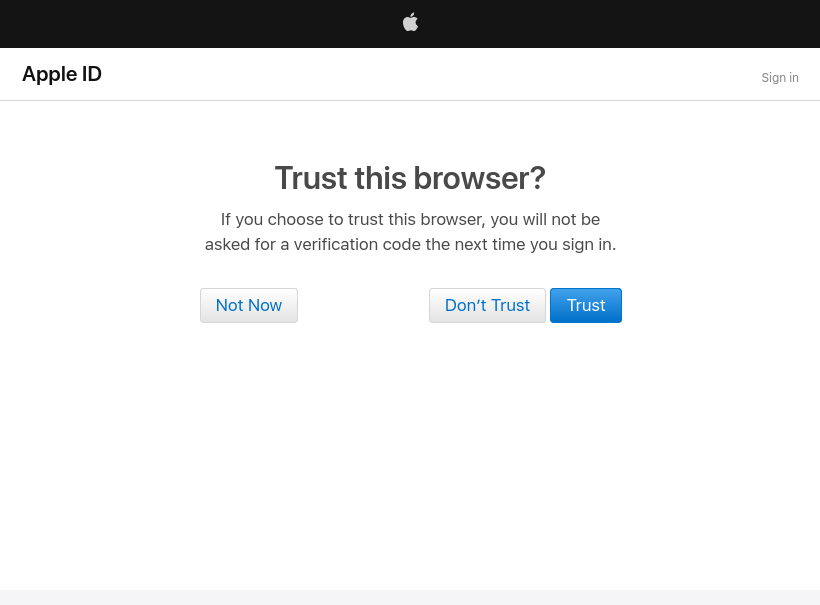 Apple ID
Sign in
Trust this browser?
If you choose to trust this browser, you will not be
asked for a verification code the next time you sign in.
Not Now
Don’t Trust
Trust